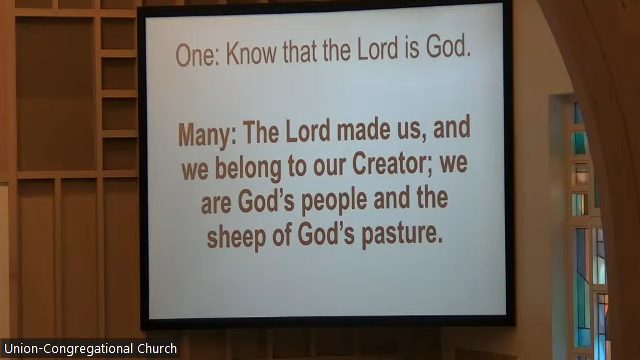 One: Know that the Lord is God.
Many: The Lord made us, and
we belong to our Creator; we
are God's people and the
sheep of God's pasture.
Union-Congregational Church